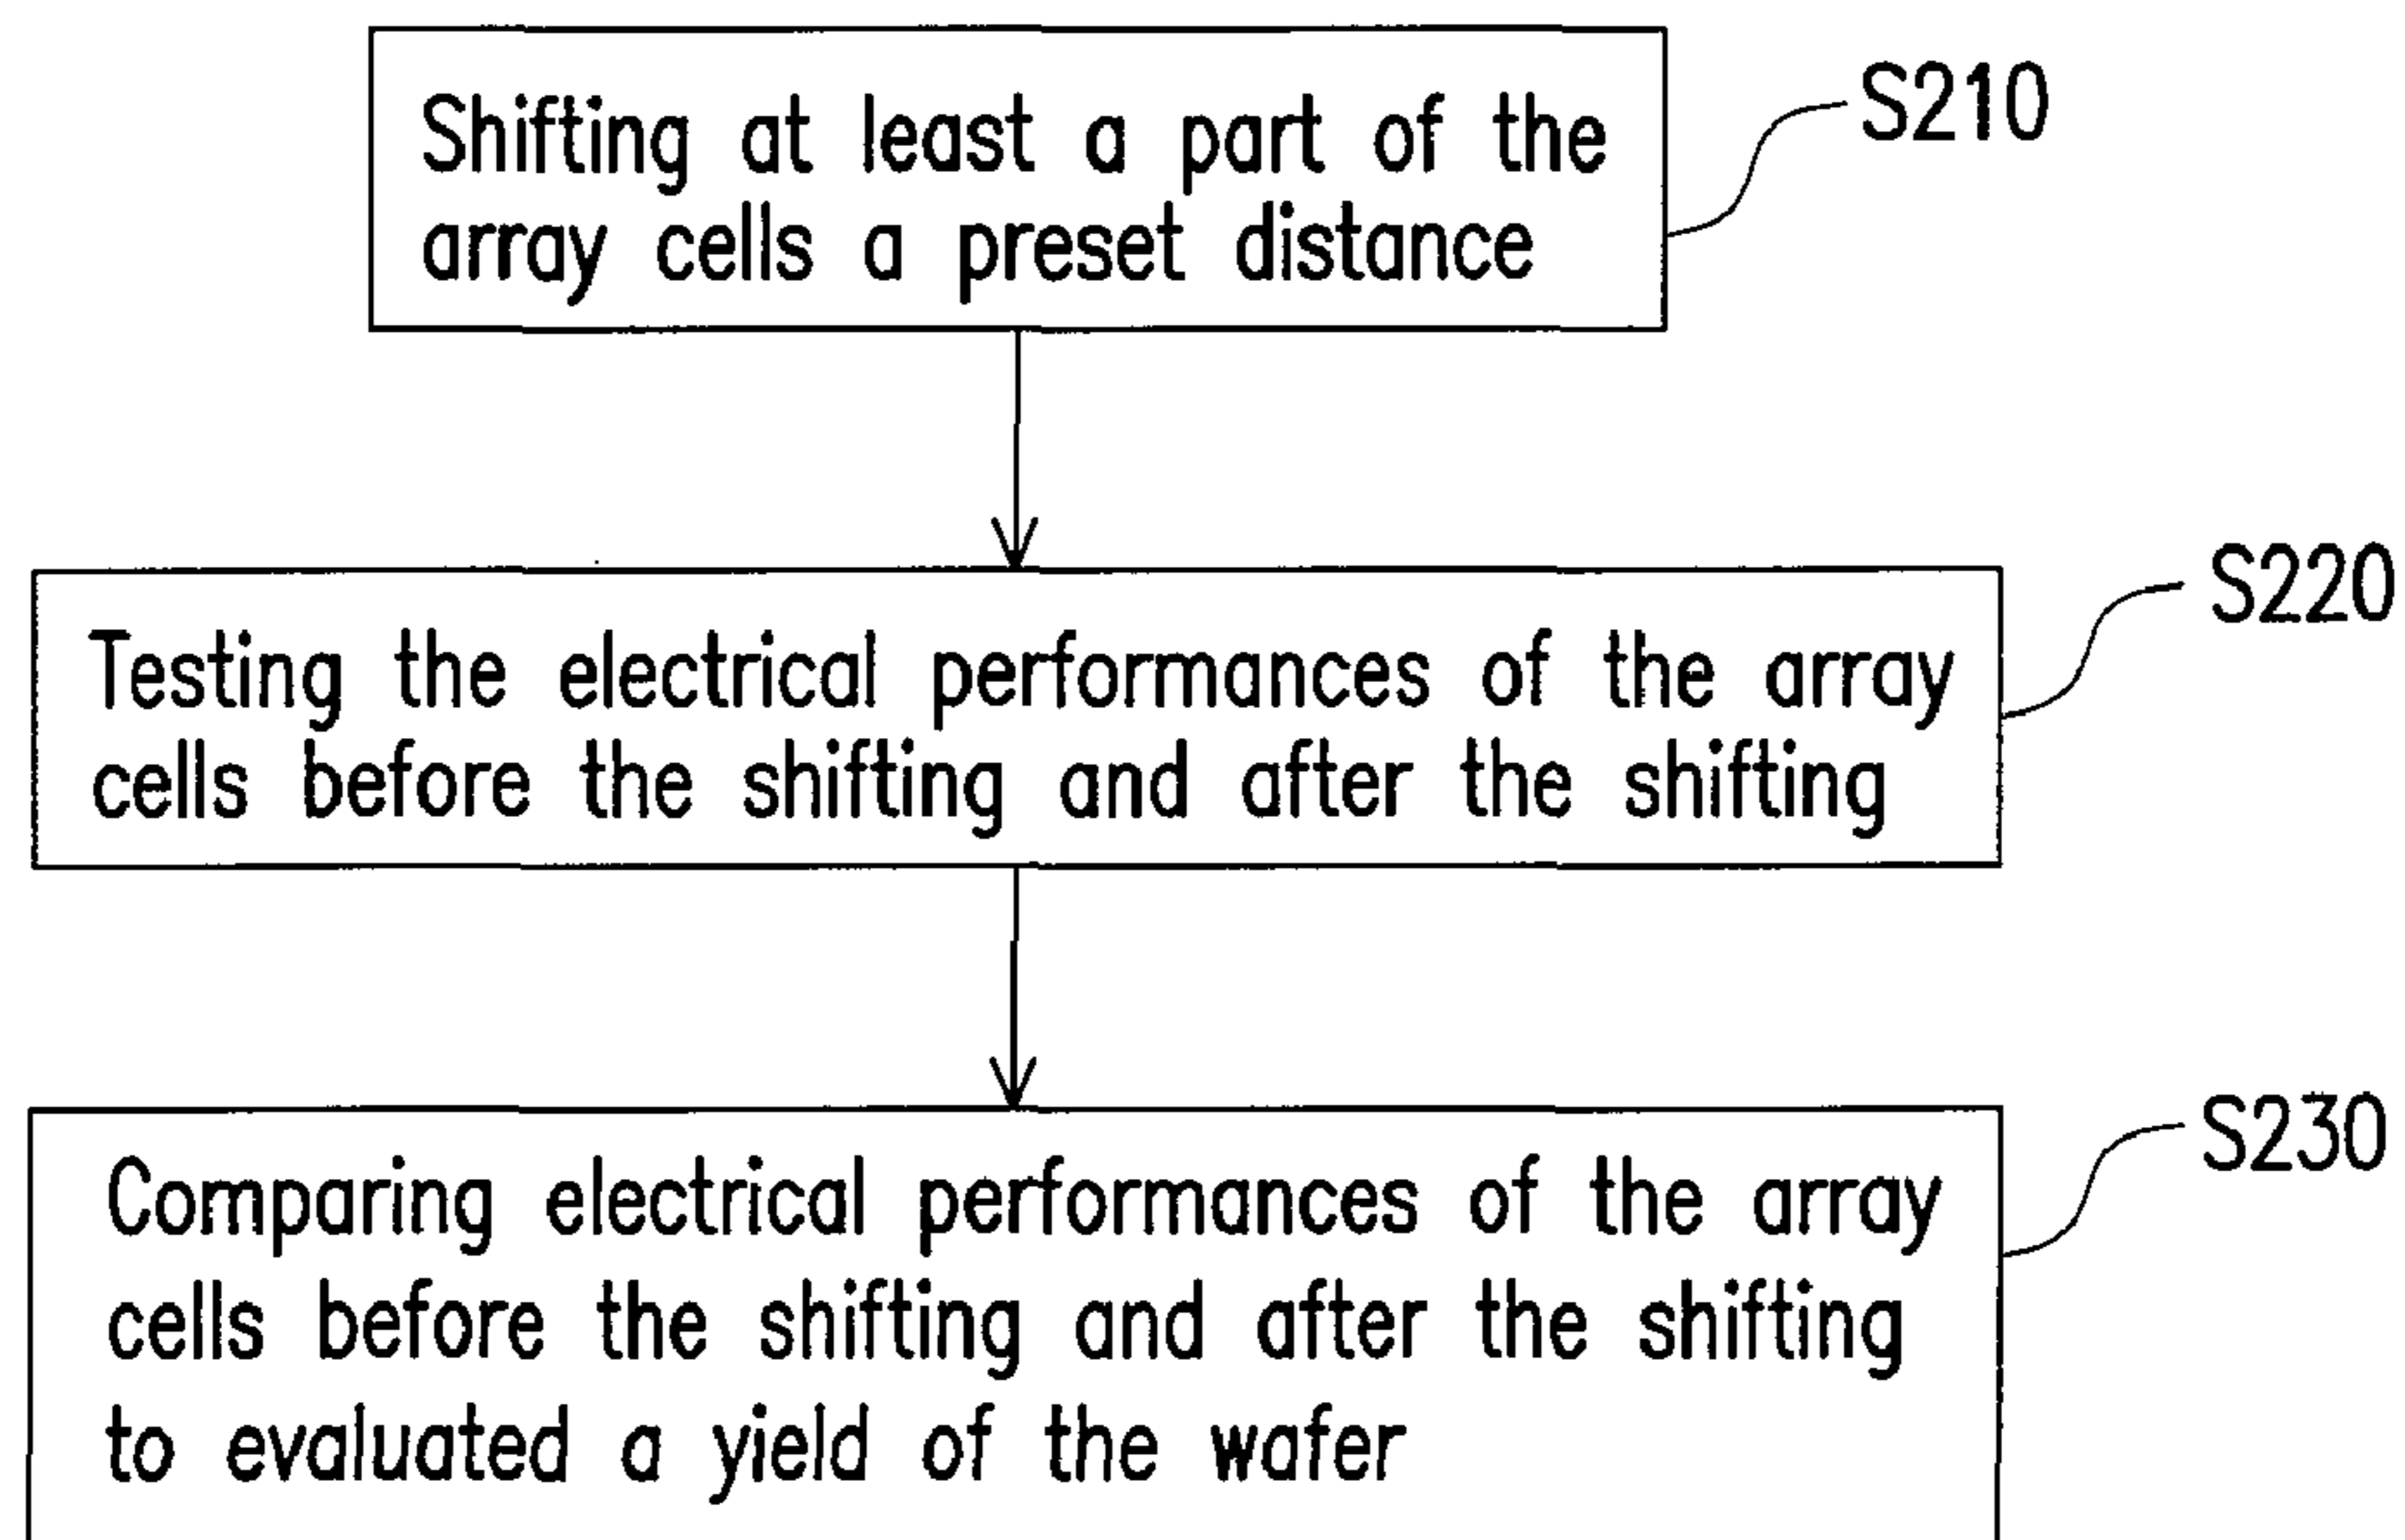 Shifting at least a part of the
array cells a preset distance
S210
Testing the electrical performances of the array
cells before the shifting and after the shifting
S220
Comparing electrical performances of the array
cells before the shifting and after the shifting
to evaluated a yield of the wafer
S230